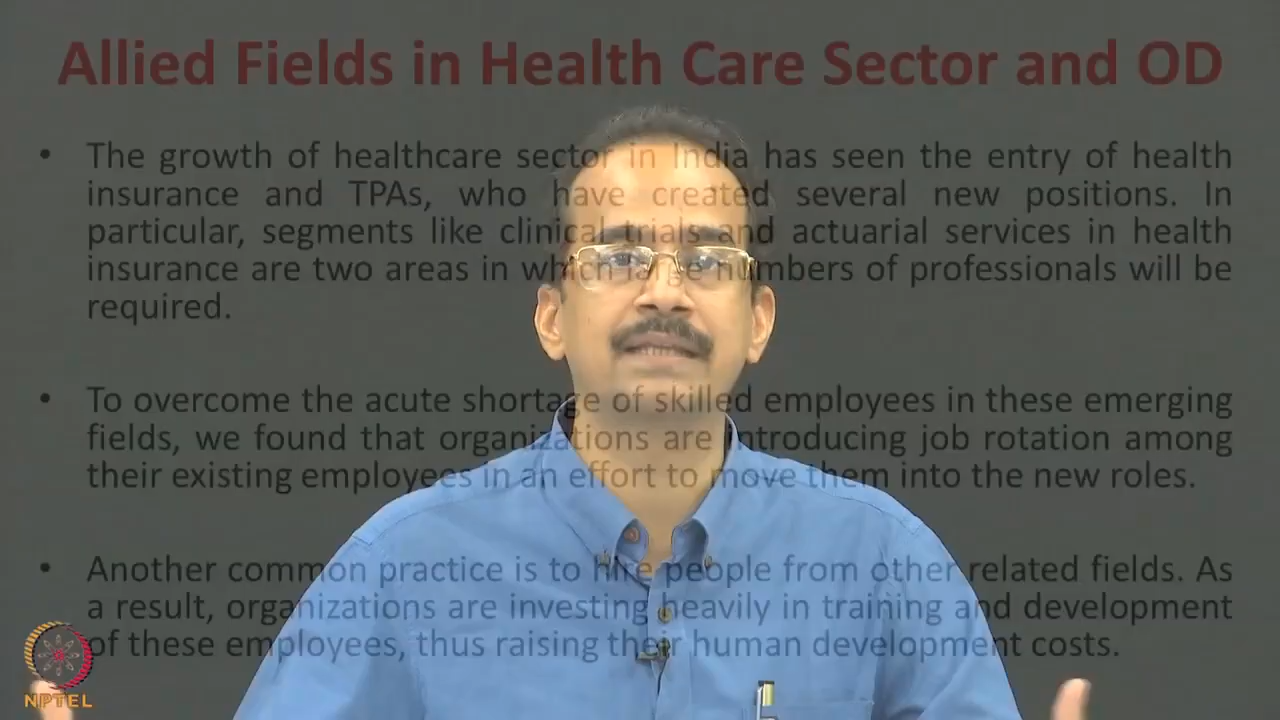 Allied Fields in Health Care Sector and OD
• The growth of healthcare sector in India has seen the entry of health
insurance and TPAs, who have created several new positions. In
particular, segments like clinical trials and actuarial services in health
insurance are two areas in which large numbers of professionals will be
required.
• To overcome the acute shortage of skilled employees in these emerging
fields, we found that organizations are introducing job rotation among
their existing employees in an effort to move them into the new roles.
• Another common practice is to hire people from other related fields. As
a result, organizations are investing heavily in training and development
of these employees, thus raising their human development costs.
NPTEL